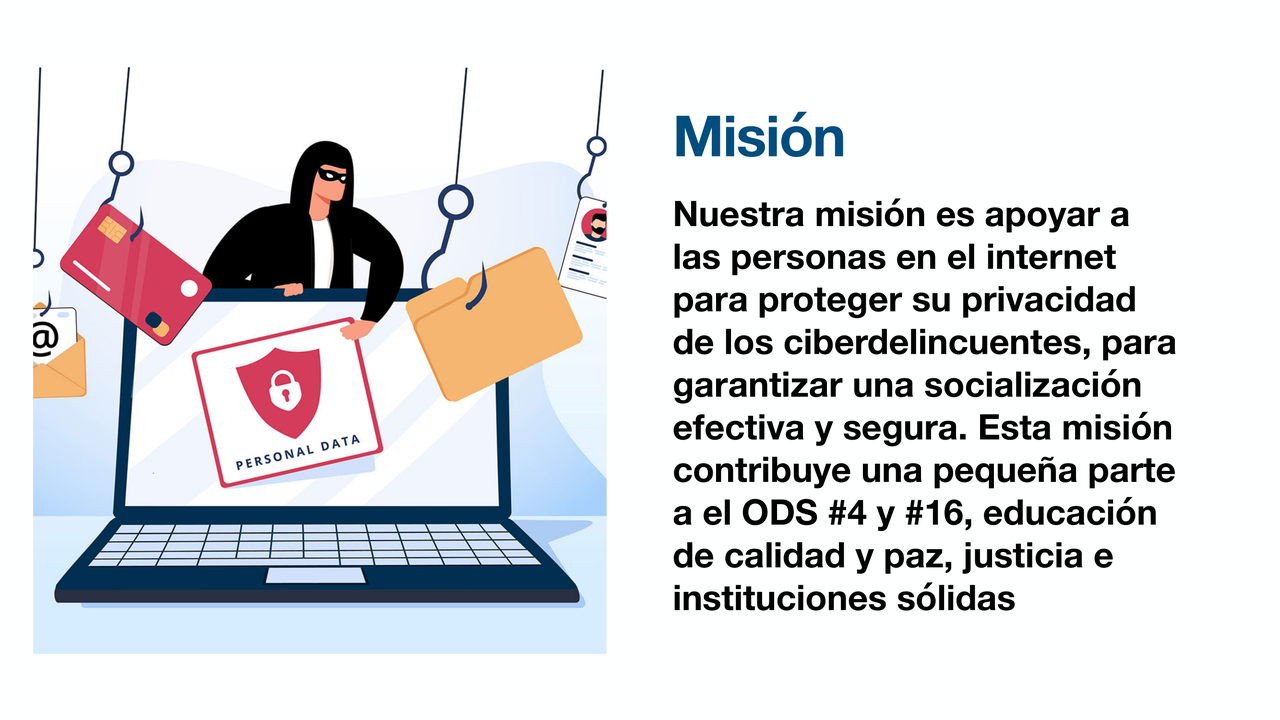 @
PERSONAL DATA
Misión
Nuestra misión es apoyar a
las personas en el internet
para proteger su privacidad
de los ciberdelincuentes, para
garantizar una socialización
efectiva y segura. Esta misión
contribuye una pequeña parte
a el ODS #4 y #16, educación
de calidad y paz, justicia e
instituciones sólidas